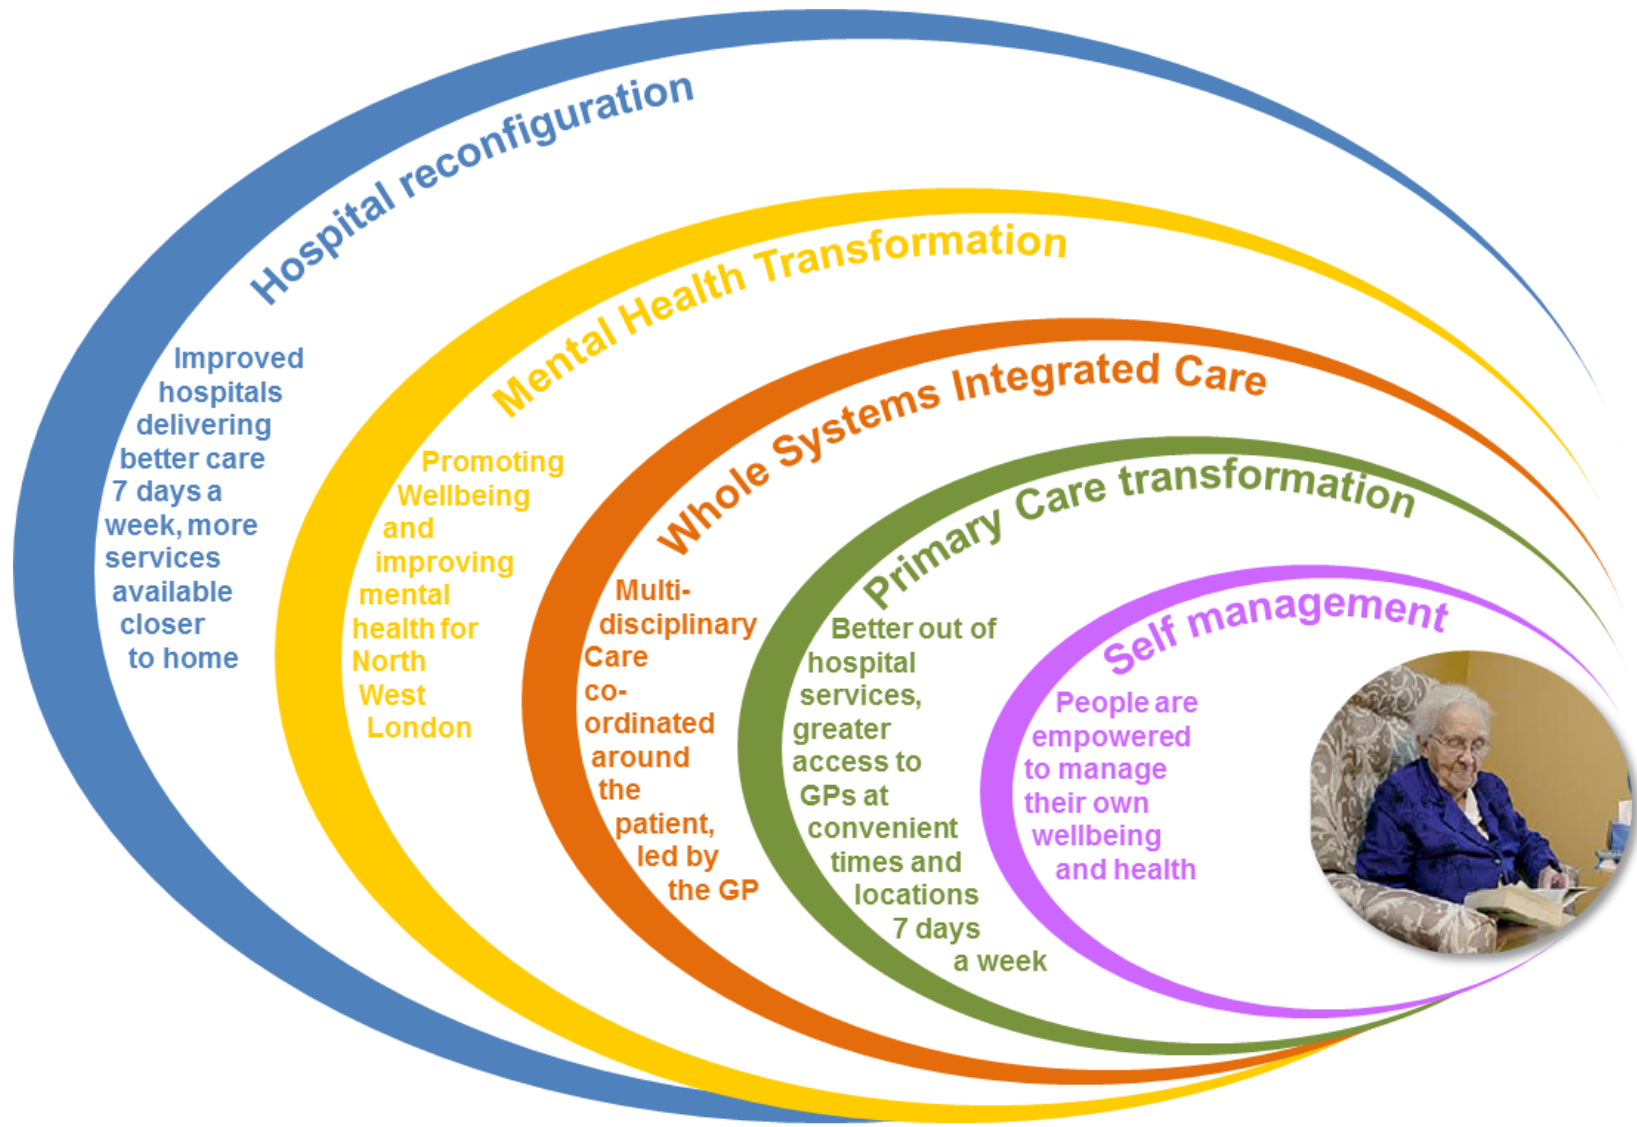 Hospital reconfiguration
Improved
hospitals
delivering
better care
7 days a
week, more
services
available
closer
to home
Mental Health Transformation
Promoting
Wellbeing
and
improving
mental
health for
North
West
London
Whole Systems Integrated Care
Multi-
disciplinary
Care
co-
ordinated
around
the
patient,
led by
the GP
Primary Care transformation
Better out of
hospital
services,
greater
access to
GPs at
convenient
times and
locations
7 days
a week
Self management
People are
empowered
to manage
their own
wellbeing
and health